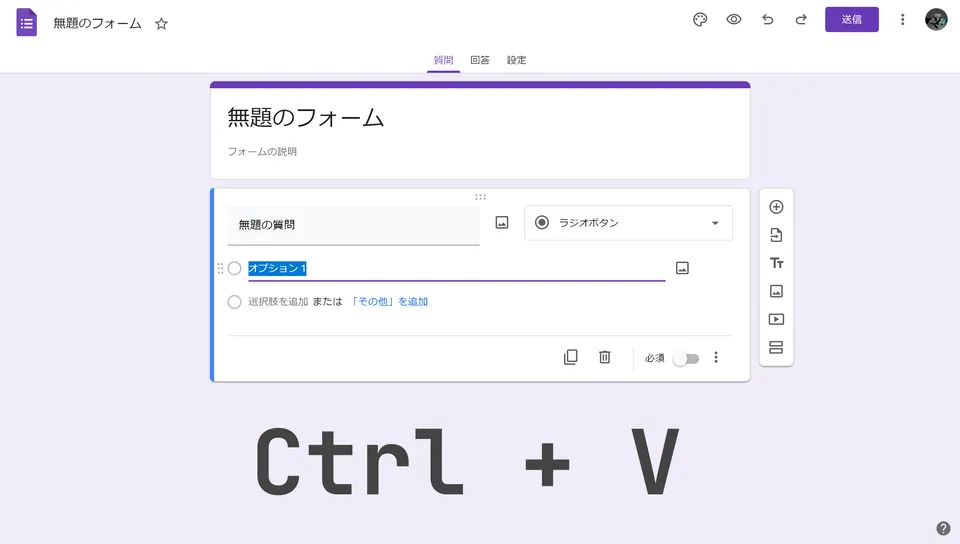 無題のフォーム
送信
質問 回答 設定
無題のフォーム
フォームの説明
無題の質問
ラジオボタン
オプション 1
選択肢を追加 または 「その他」を追加
必須
Ctrl + V